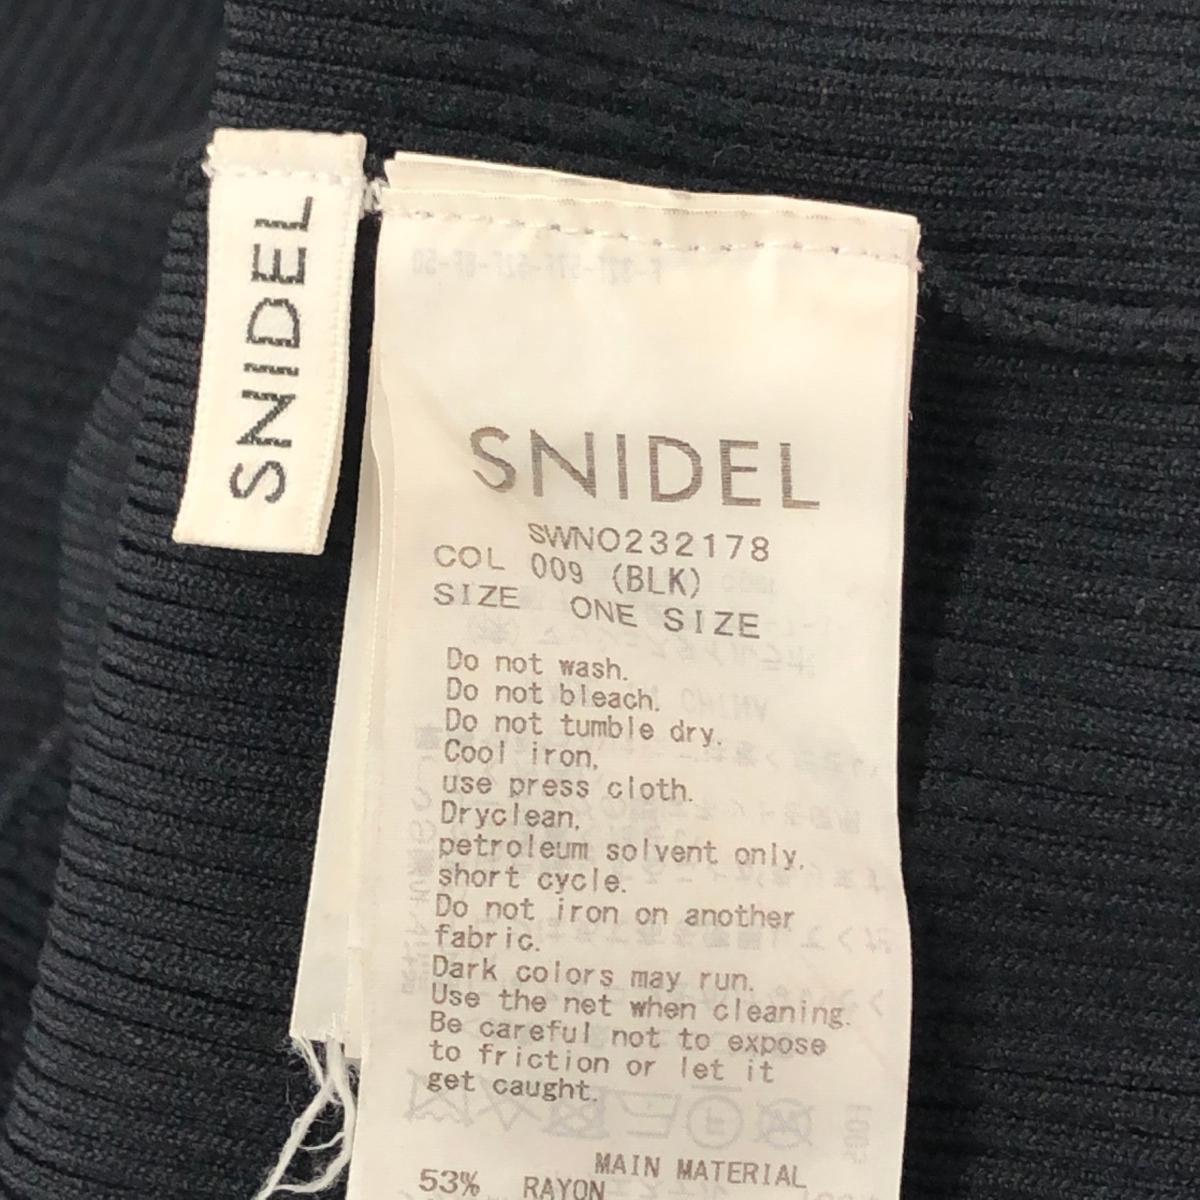 SNIDEL
SNIDEL
SWNO232178
COL 009 (BLK)
SIZE ONE SIZE
Do not wash.
Do not bleach.
Do not tumble dry.
Cool iron,
use press cloth.
Dryclean,
petroleum solvent only,
short cycle.
Do not iron on another
fabric.
Dark colors may run.
Use the net when cleaning.
Be careful not to expose
to friction or let it
get caught.
MAIN MATERIAL
53% RAYON